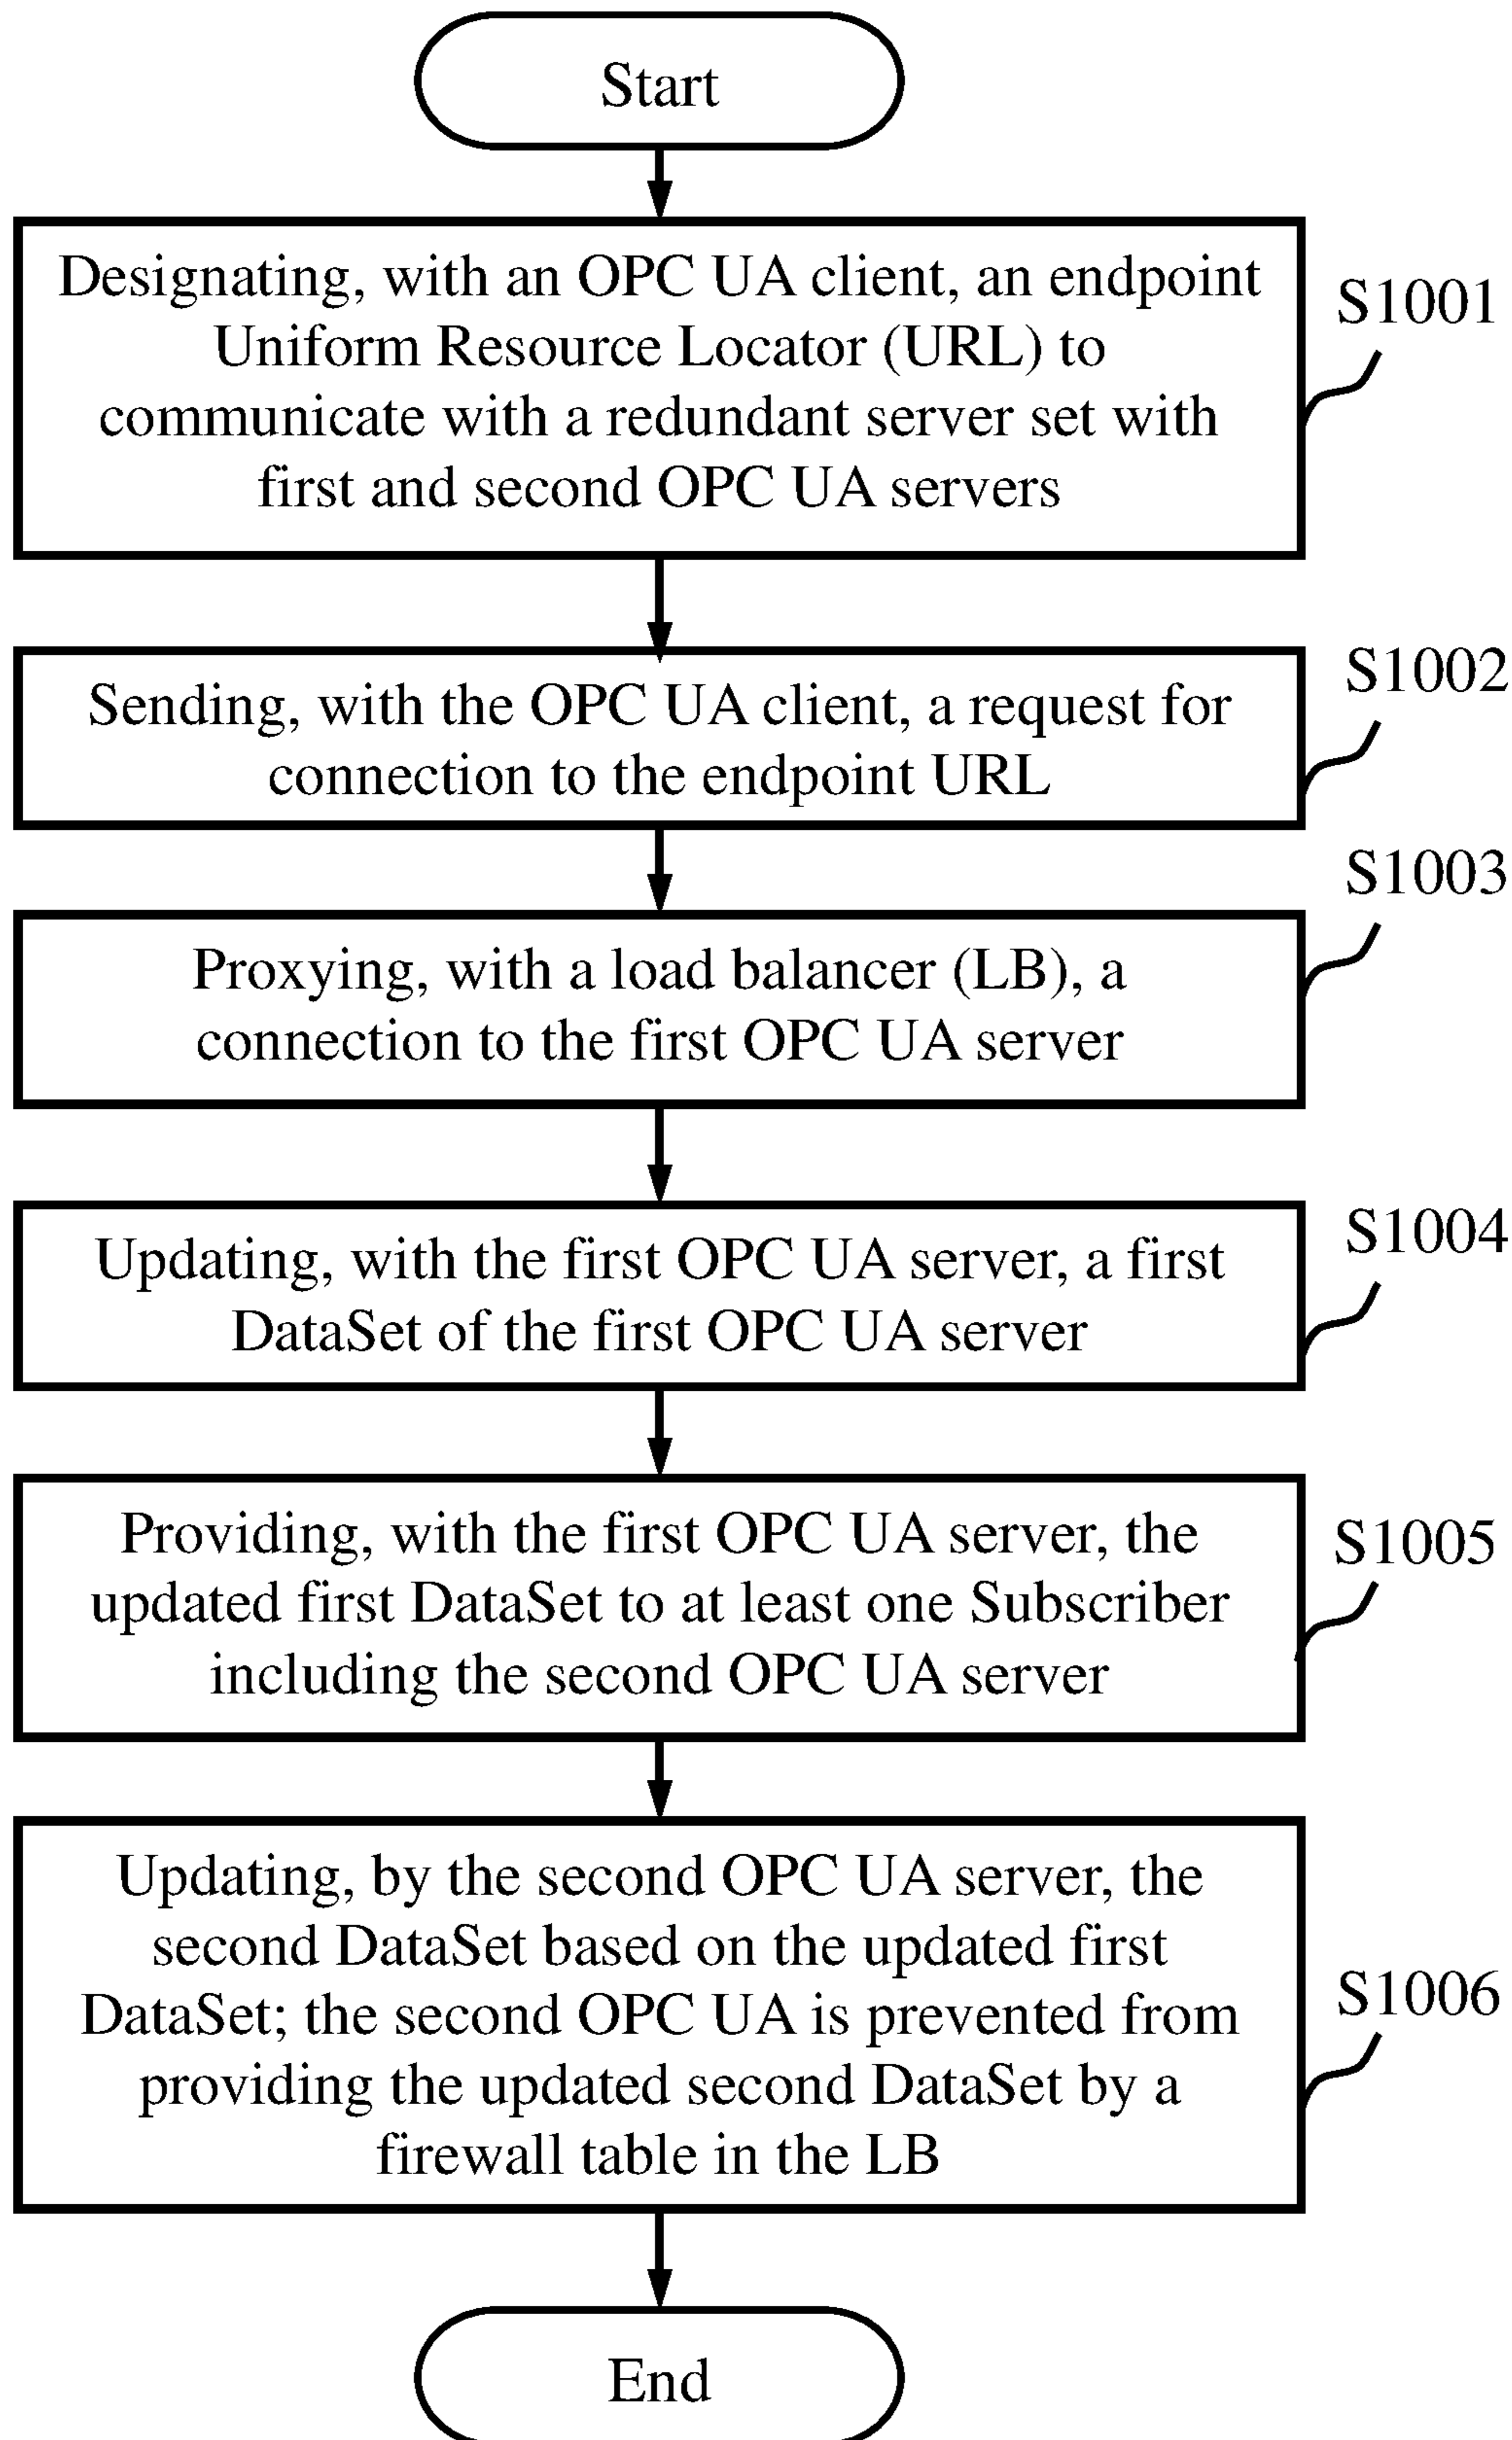 Start
Designating, with an OPC UA client, an endpoint
Uniform Resource Locator (URL) to
communicate with a redundant server set with
first and second OPC UA servers
S1001
Sending, with the OPC UA client, a request for
connection to the endpoint URL
S1002
Proxying, with a load balancer (LB), a
connection to the first OPC UA server
S1003
Updating, with the first OPC UA server, a first
DataSet of the first OPC UA server
S1004
Providing, with the first OPC UA server, the
updated first DataSet to at least one Subscriber
including the second OPC UA server
S1005
Updating, by the second OPC UA server, the
second DataSet based on the updated first
DataSet; the second OPC UA is prevented from
providing the updated second DataSet by a
firewall table in the LB
S1006
End